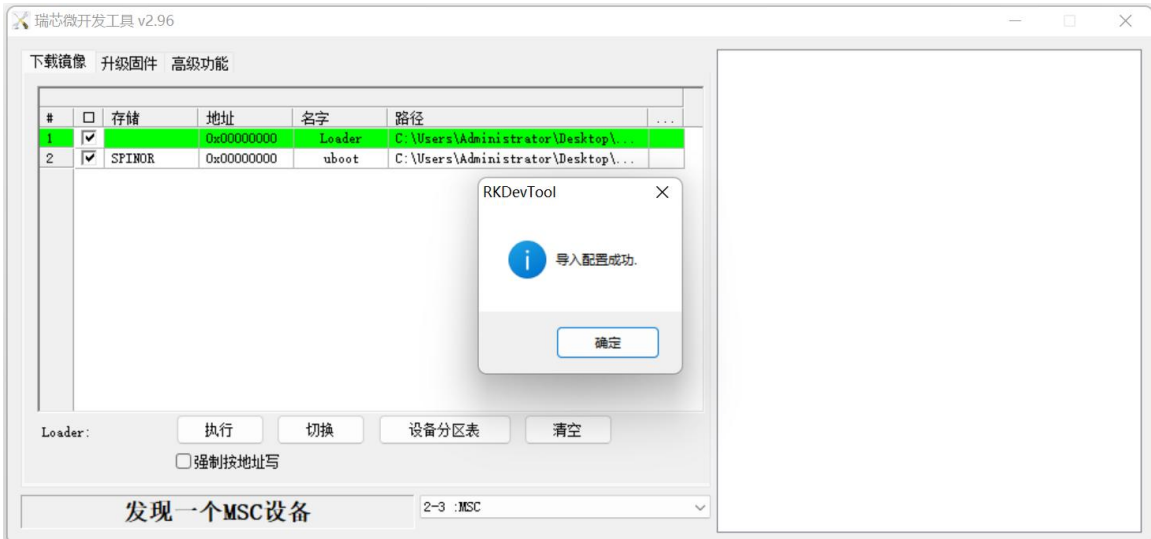 瑞芯微开发工具 v2.96
下载镜像 升级固件 高级功能
# 存储 地址 名字 路径 ...
1 0x00000000 Loader C:\Users\Administrator\Desktop\...
2 SPINOR 0x00000000 uboot C:\Users\Administrator\Desktop\...
RKDevTool
导入配置成功.
确定
Loader: 执行 切换 设备分区表 清空
强制按地址写
发现一个MSC设备 2-3 :MSC